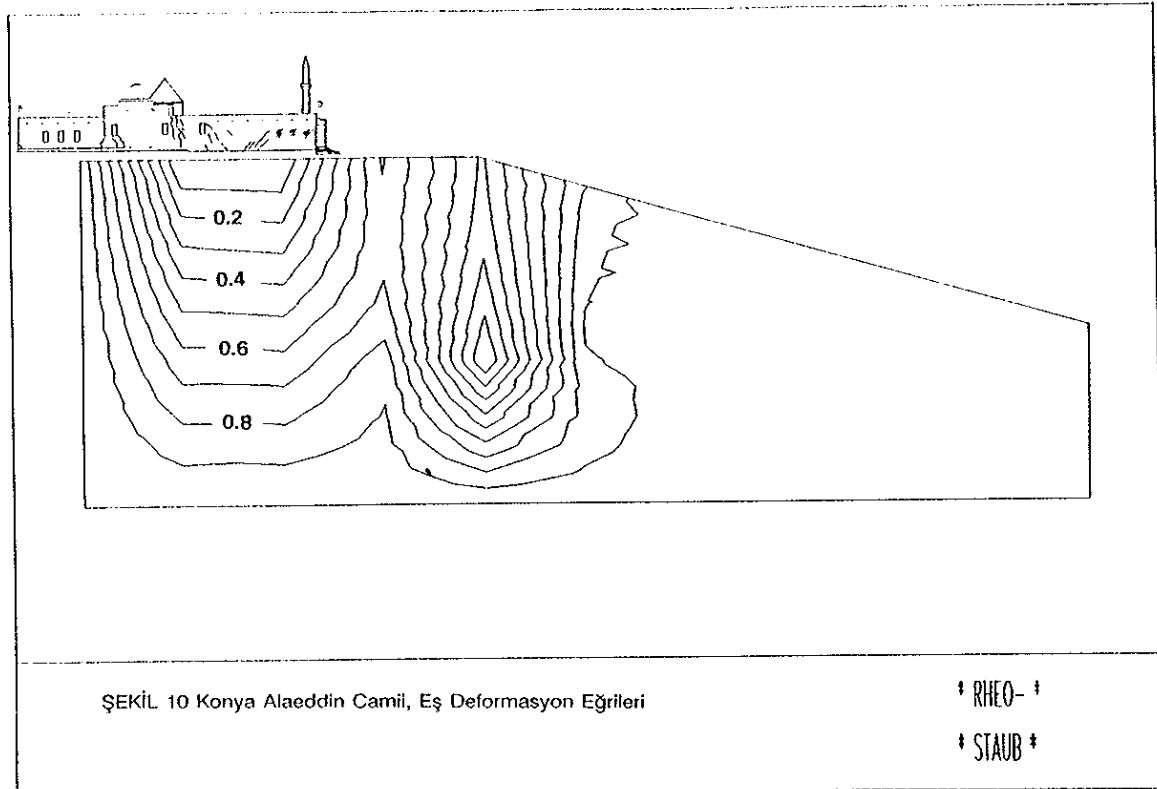 0.2
0.4
0.6
0.8
ŞEKİL 10 Konya Alaeddin Camii, Eş Deformasyon Eğrileri
* RHEO- *
* STAUB *